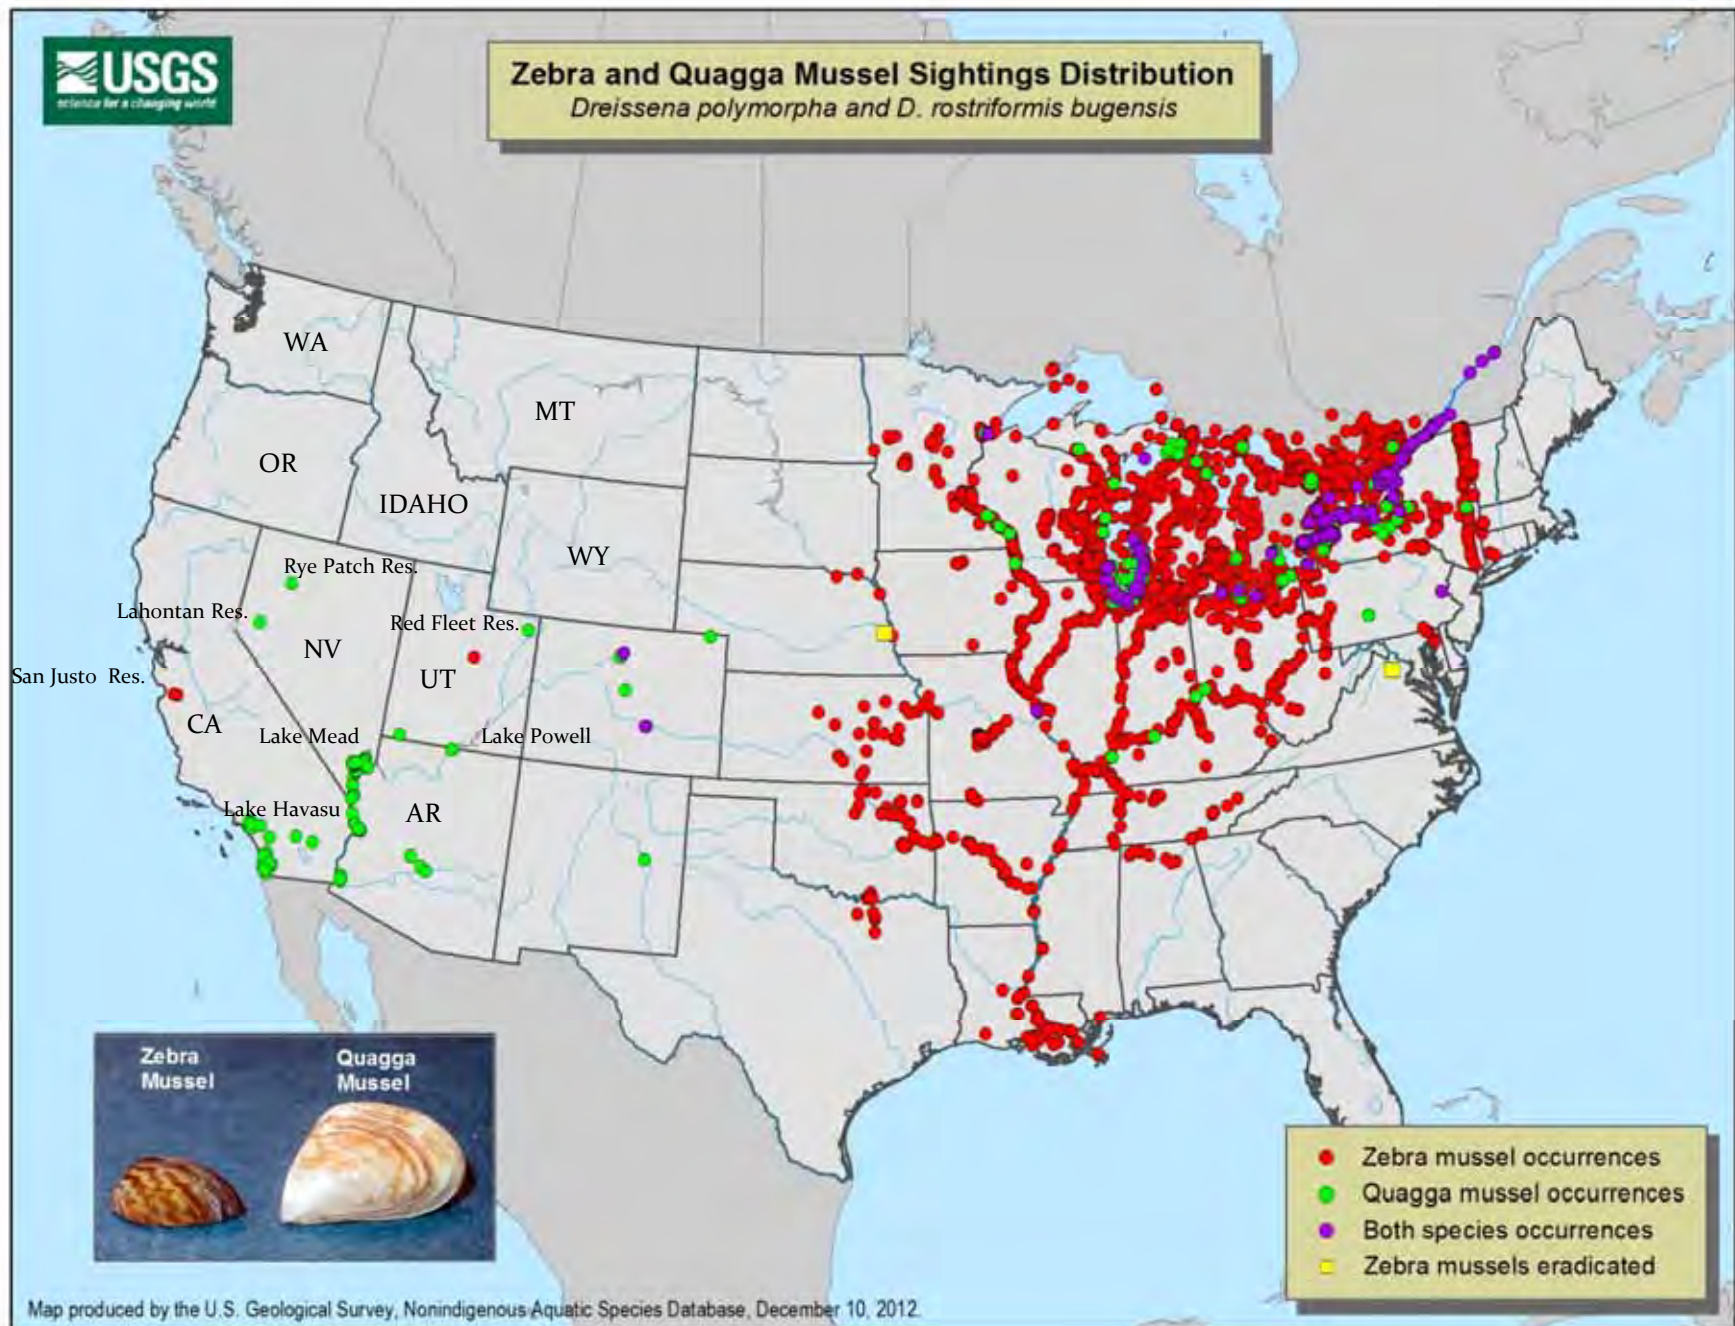 USGS
science for a changing world
Zebra and Quagga Mussel Sightings Distribution
Dreissena polymorpha and D. rostriformis bugensis
WA
MT
OR
IDAHO
WY
Rye Patch Res.
Lahontan Res.
Red Fleet Res.
NV
San Justo Res.
UT
CA
Lake Mead
Lake Powell
Lake Havasu
AR
Zebra
Mussel
Quagga
Mussel
Zebra mussel occurrences
Quagga mussel occurrences
Both species occurrences
Zebra mussels eradicated
Map produced by the U.S. Geological Survey, Nonindigenous Aquatic Species Database, December 10, 2012.